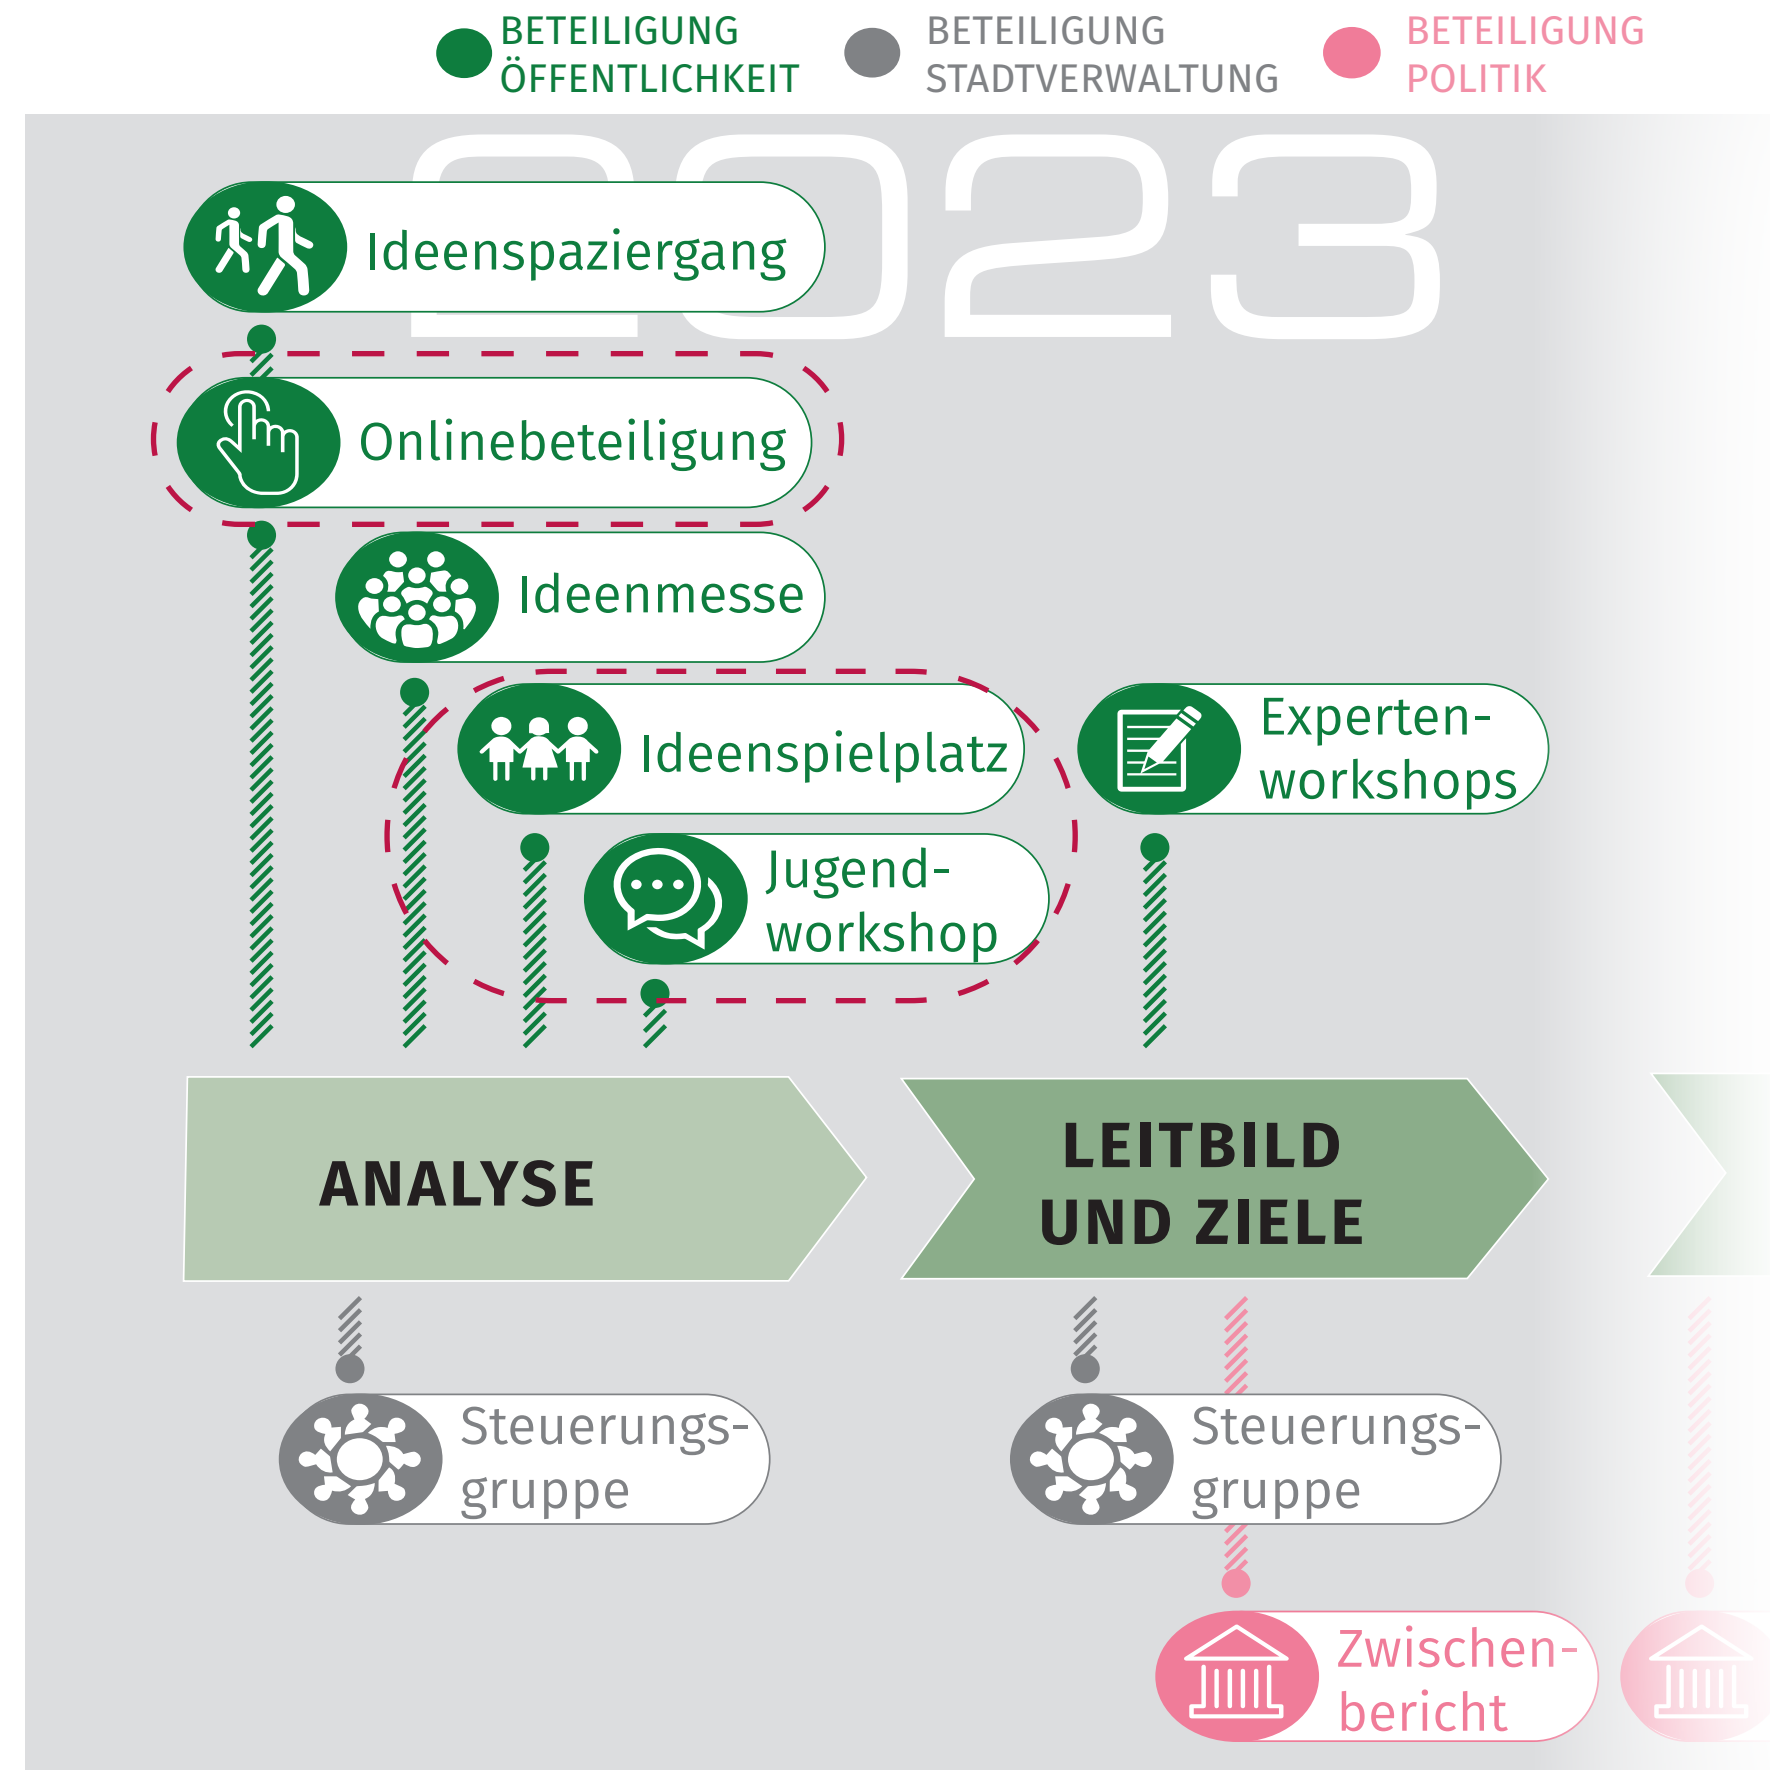 BETEILIGUNG
ÖFFENTLICHKEIT
BETEILIGUNG
STADTVERWALTUNG
BETEILIGUNG
POLITIK
2023
Ideenspaziergang
Onlinebeteiligung
Ideenmesse
Ideenspielplatz
Jugend-
workshop
Experten-
workshops
ANALYSE
LEITBILD
UND ZIELE
Steuerungs-
gruppe
Steuerungs-
gruppe
Zwischen-
bericht